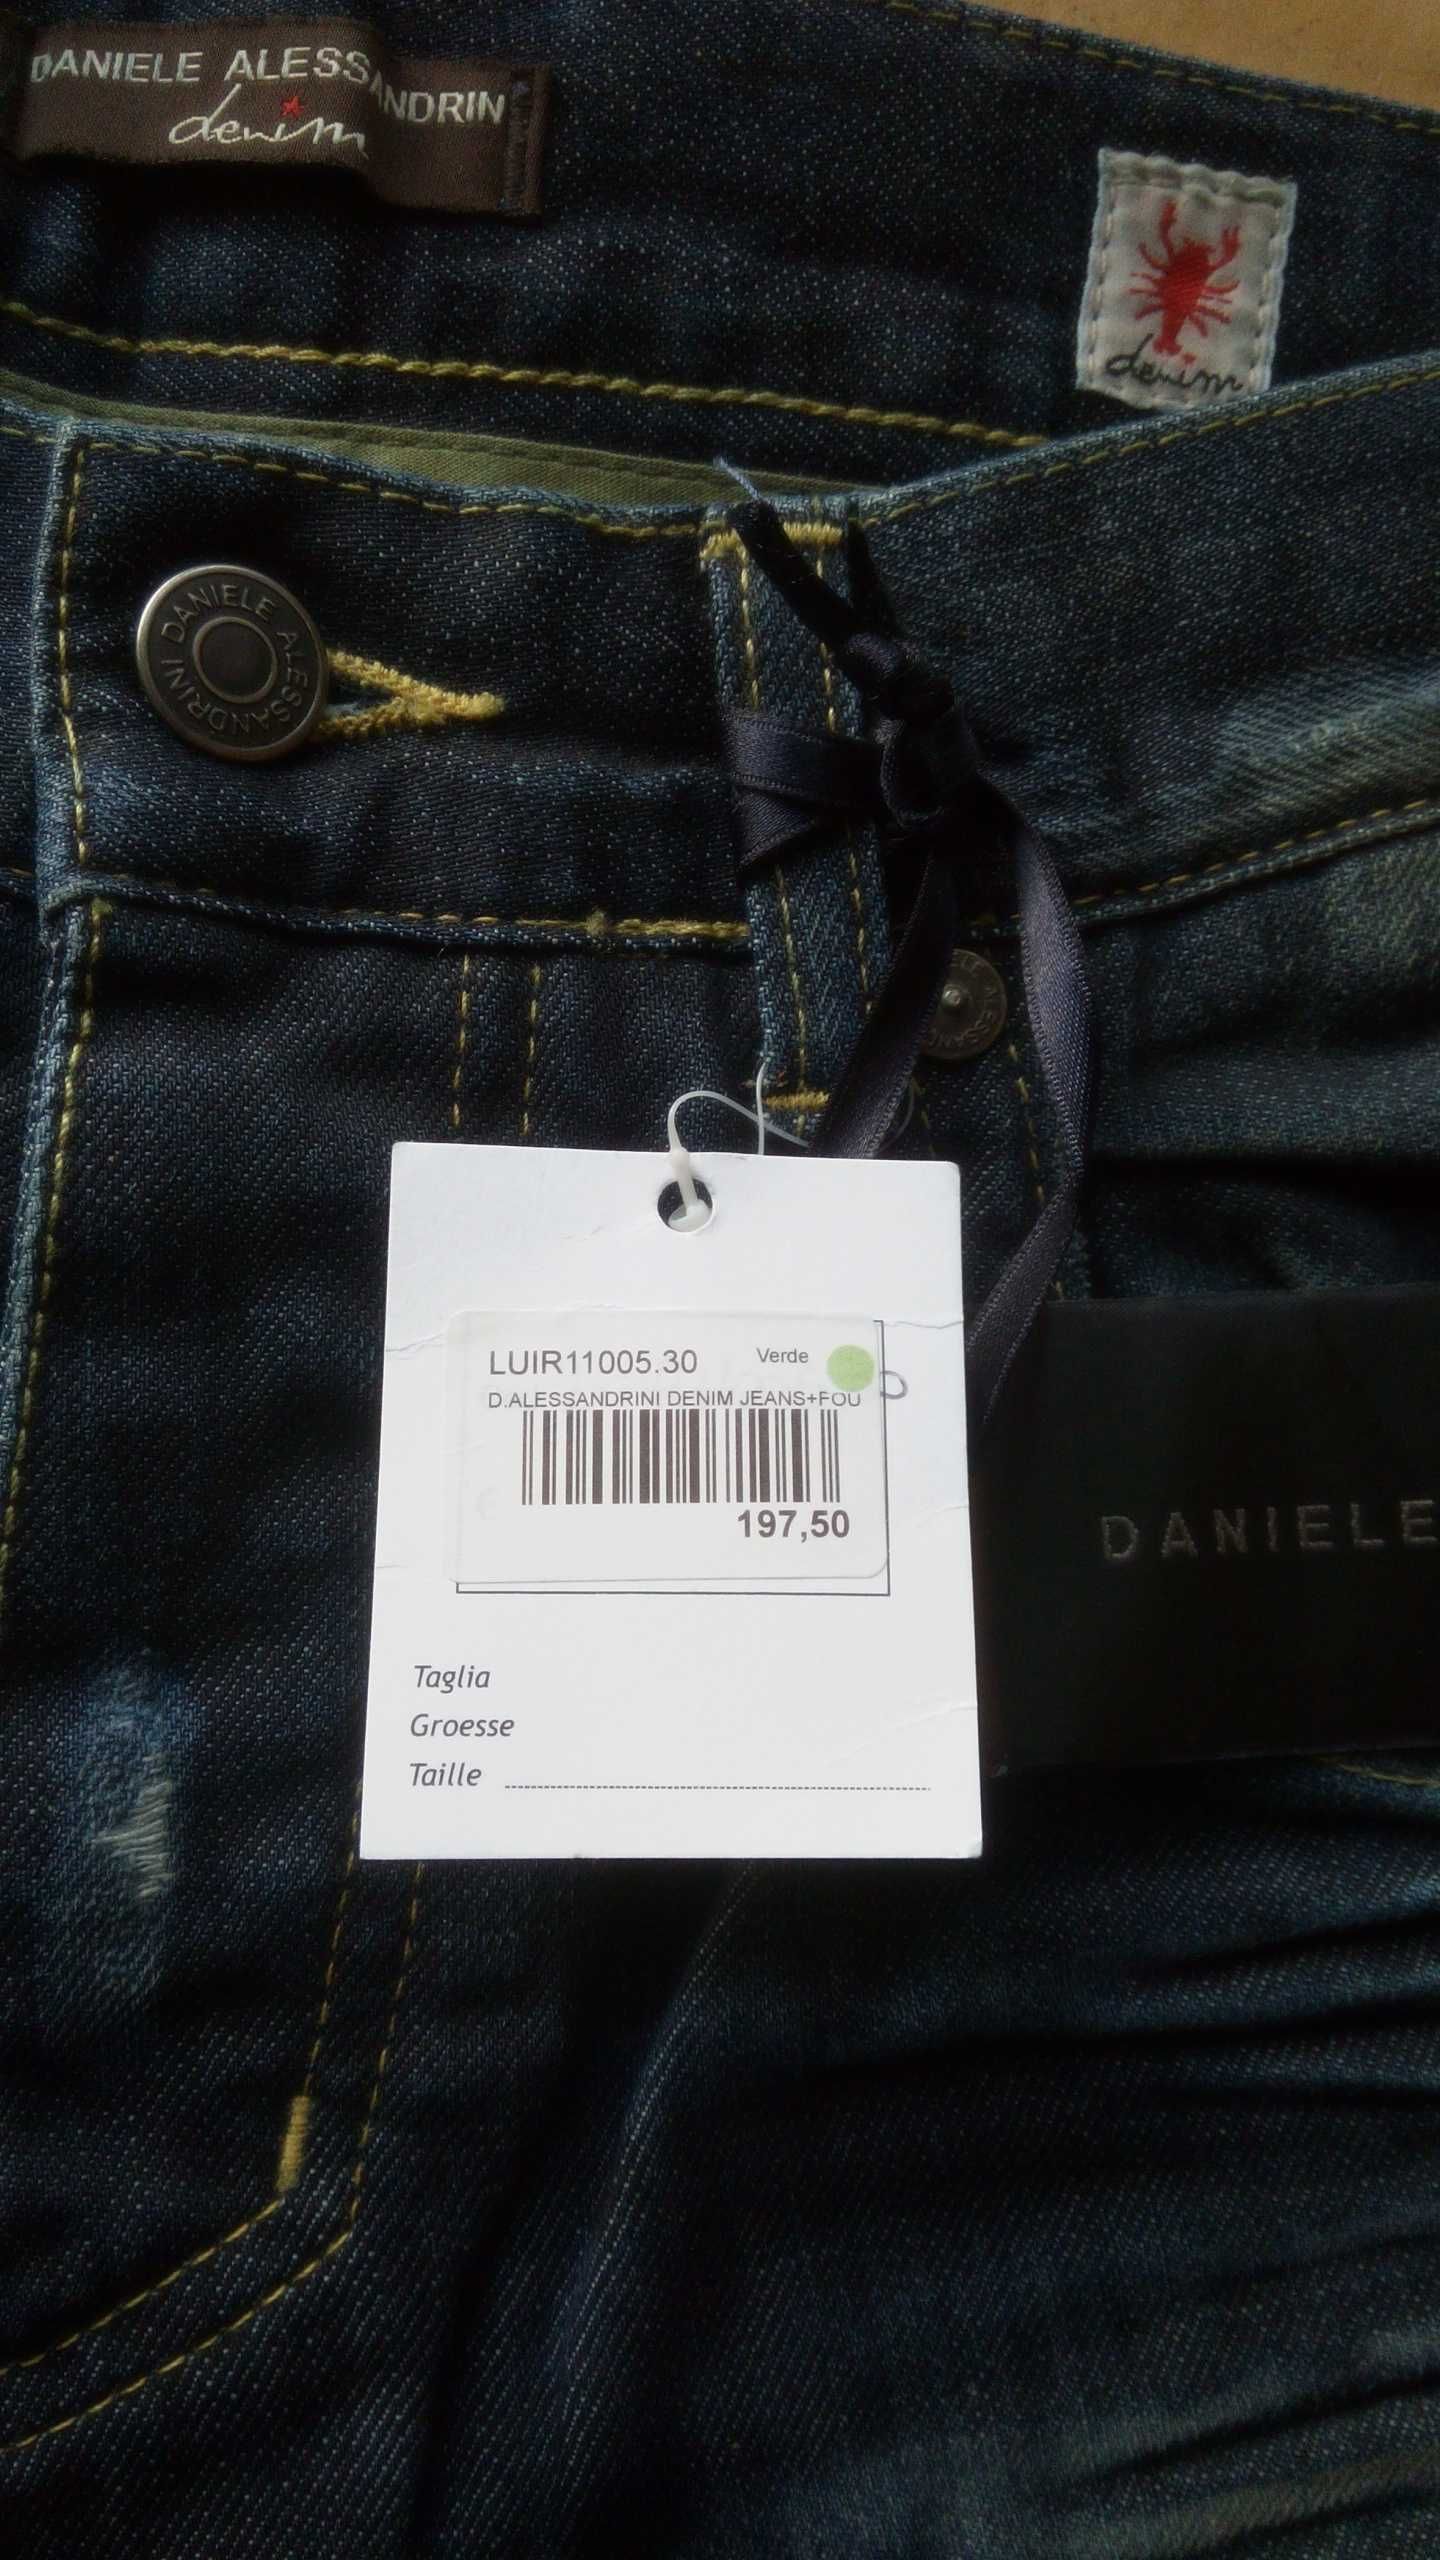 DANIELE ALESSANDRIN
denim
denim
DANIELE ALESSANDRINI
LUIR11005.30 Verde
D.ALESSANDRINI DENIM JEANS+FOU
197,50
DANIELE
Taglia
Groesse
Taille